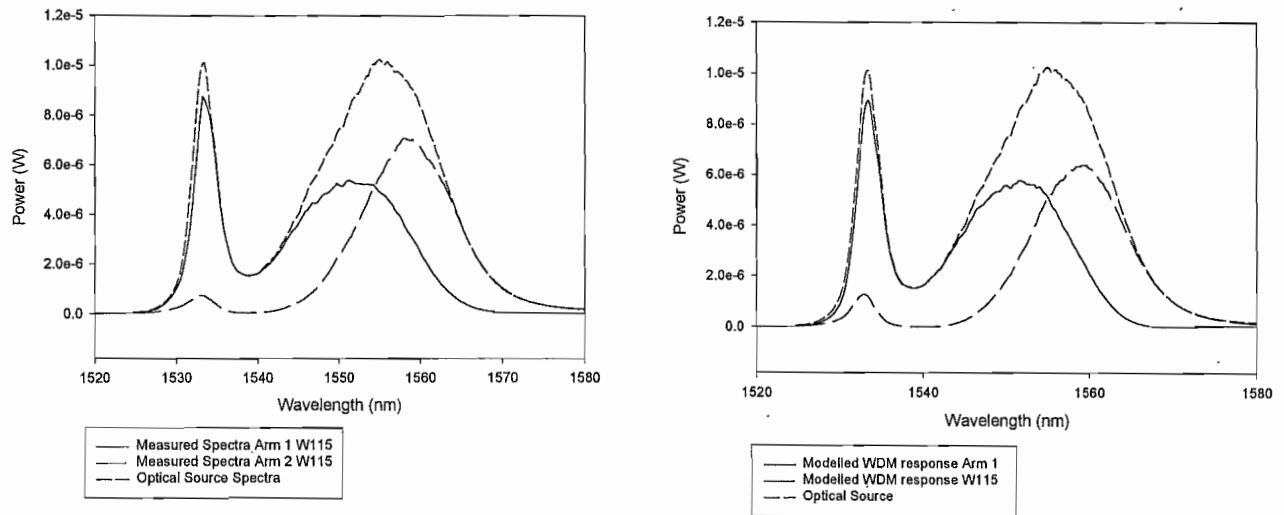 1.2e-5
1.0e-5
8.0e-6
6.0e-6
4.0e-6
2.0e-6
0.0
Power (W)
1520 1530 1540 1550 1560 1570 1580
Wavelength (nm)
Measured Spectra Arm 1 W115
Measured Spectra Arm 2 W115
Optical Source Spectra
1.2e-5
1.0e-5
8.0e-6
6.0e-6
4.0e-6
2.0e-6
0.0
Power (W)
1520 1540 1560 1580
Wavelength (nm)
Modelled WDM response Arm 1
Modelled WDM response W115
Optical Source